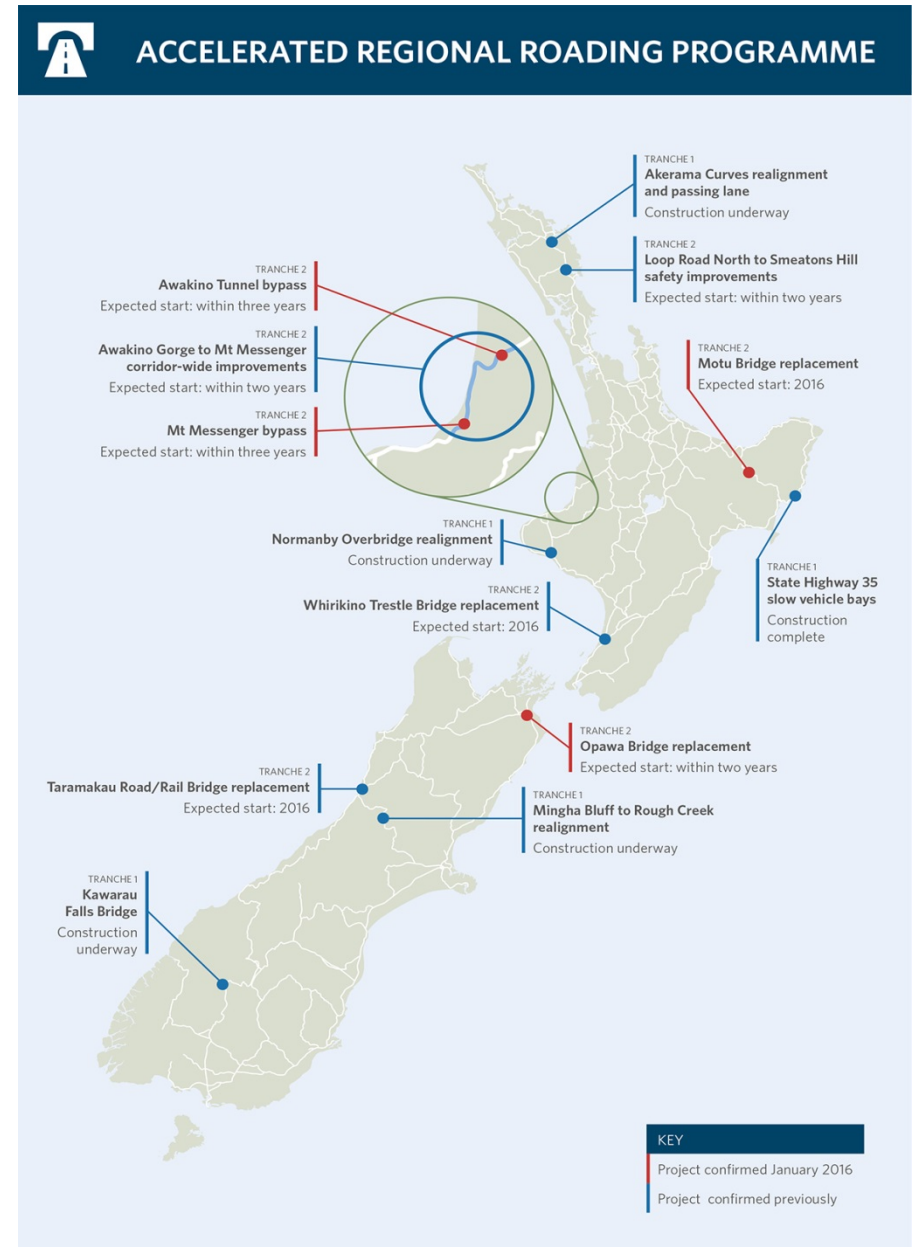 ACCELERATED REGIONAL ROADING PROGRAMME
TRANCHE 1
Akerama Curves realignment
and passing lane
Construction underway
TRANCHE 2
Loop Road North to Smeatons Hill
safety improvements
Expected start: within two years
TRANCHE 2
Awakino Tunnel bypass
Expected start: within three years
TRANCHE 2
Awakino Gorge to Mt Messenger
corridor-wide improvements
Expected start: within two years
TRANCHE 2
Mt Messenger bypass
Expected start: within three years
TRANCHE 2
Motu Bridge replacement
Expected start: 2016
TRANCHE 1
Normanby Overbridge realignment
Construction underway
TRANCHE 1
State Highway 35
slow vehicle bays
Construction
complete
TRANCHE 2
Whirikino Trestle Bridge replacement
Expected start: 2016
TRANCHE 2
Opawa Bridge replacement
Expected start: within two years
TRANCHE 2
Taramakau Road/Rail Bridge replacement
Expected start: 2016
TRANCHE 1
Mingha Bluff to Rough Creek
realignment
Construction underway
TRANCHE 1
Kawarau
Falls Bridge
Construction
underway
KEY
Project confirmed January 2016
Project confirmed previously